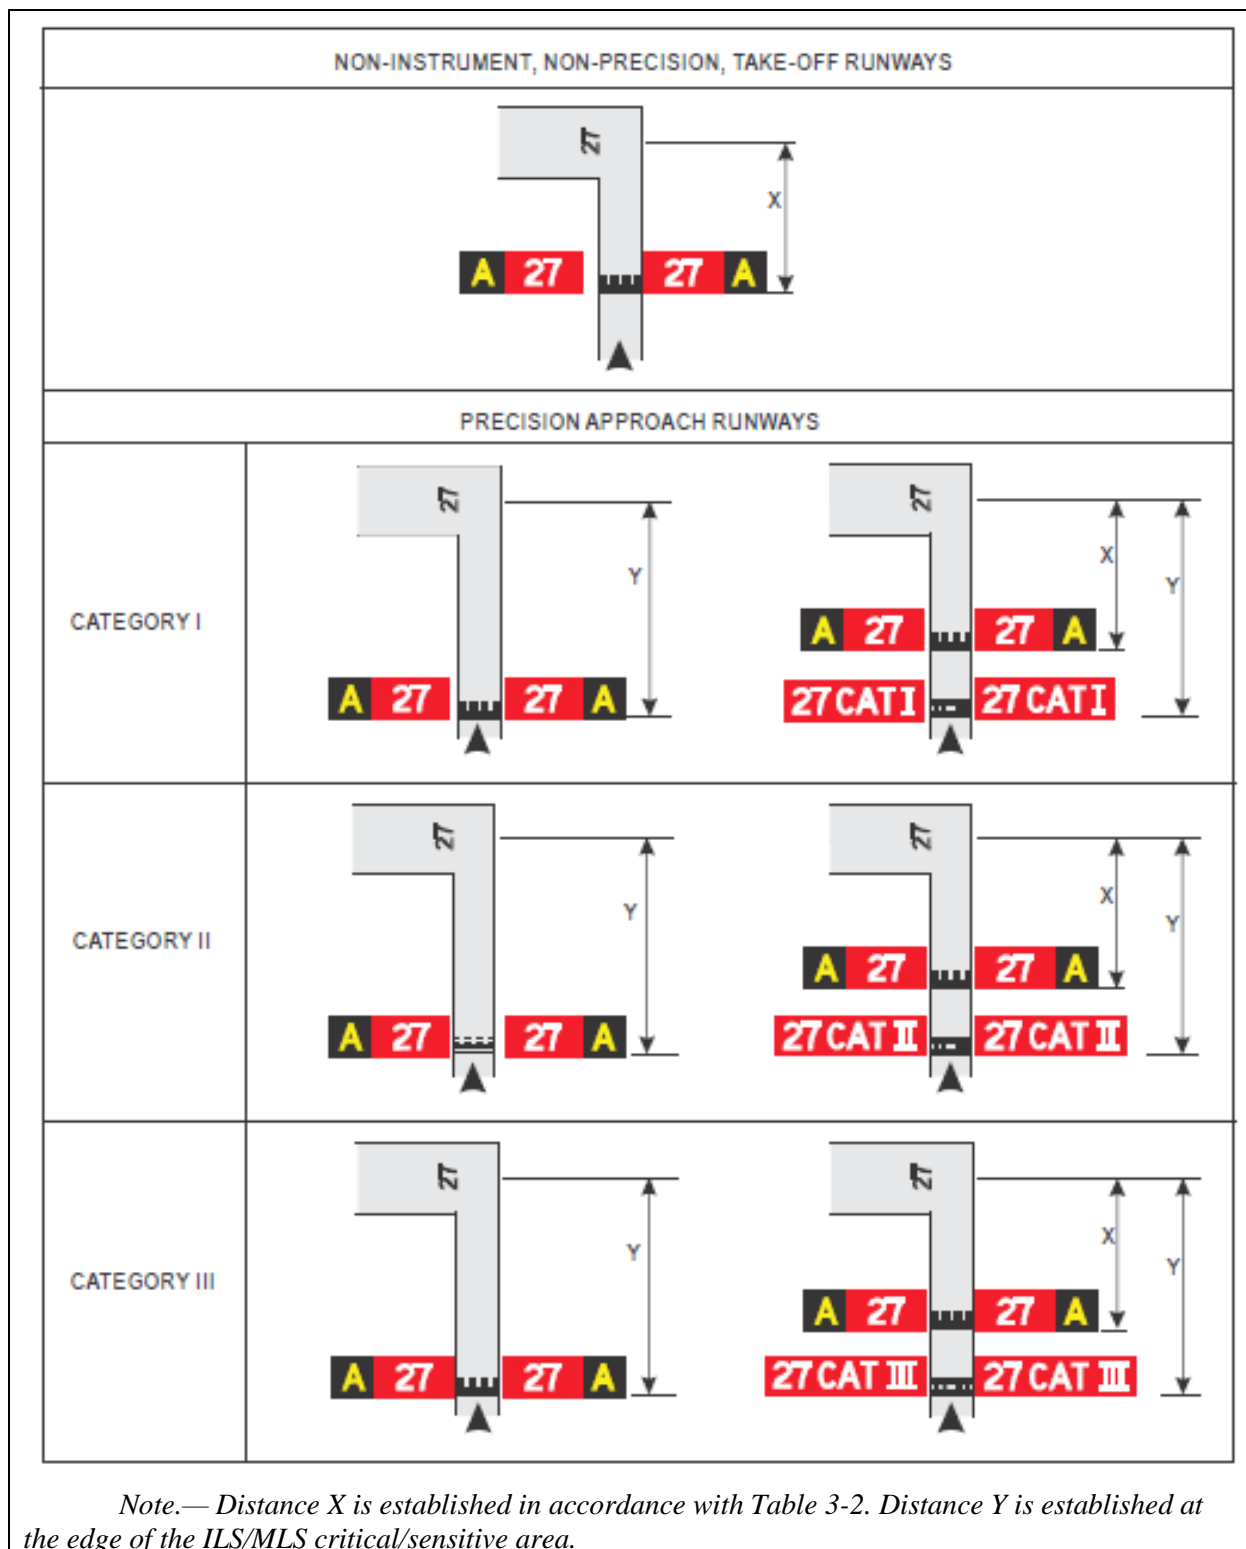 NON-INSTRUMENT, NON-PRECISION, TAKE-OFF RUNWAYS
27
X
A 27 27 A
PRECISION APPROACH RUNWAYS
CATEGORY I
27
Y
A 27 27 A
27
X
Y
A 27 27 A
27 CAT I 27 CAT I
CATEGORY II
27
Y
A 27 27 A
27
X
Y
A 27 27 A
27 CAT II 27 CAT II
CATEGORY III
27
Y
A 27 27 A
27
X
Y
A 27 27 A
27 CAT III 27 CAT III
Note.— Distance X is established in accordance with Table 3-2. Distance Y is established at
the edge of the ILS/MLS critical/sensitive area.